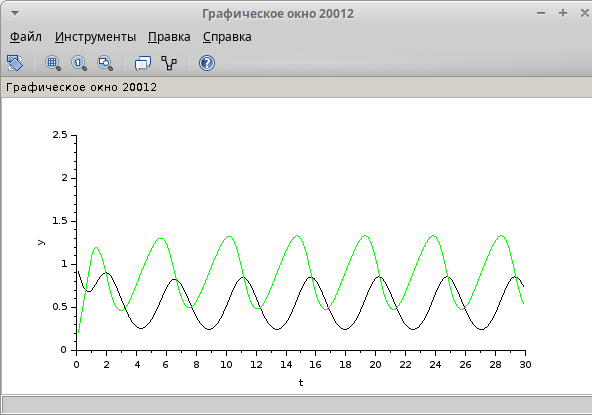 Графическое окно 20012
Файл Инструменты Правка Справка
Графическое окно 20012
2.5
2
1.5
1
0.5
0
y
0 2 4 6 8 10 12 14 16 18 20 22 24 26 28 30
t